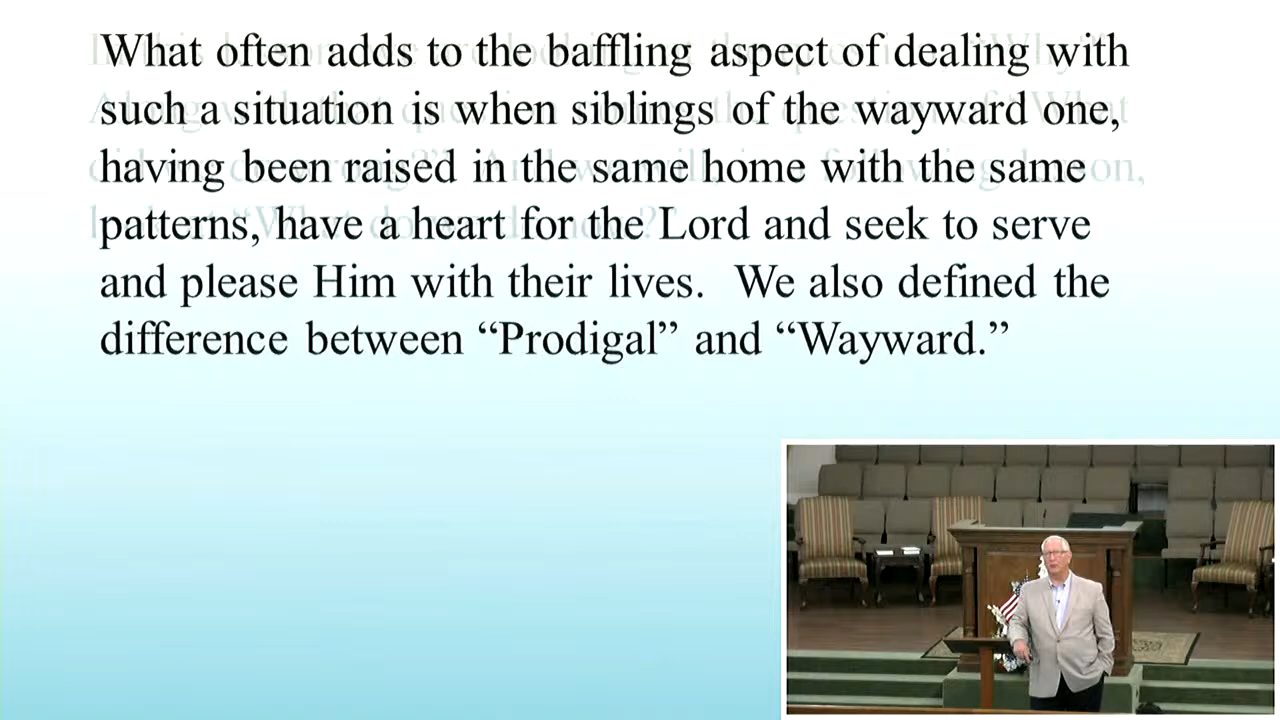 What often adds to the baffling aspect of dealing with
such a situation is when siblings of the wayward one,
having been raised in the same home with the same
patterns, have a heart for the Lord and seek to serve
and please Him with their lives.  We also defined the
difference between “Prodigal” and “Wayward.”